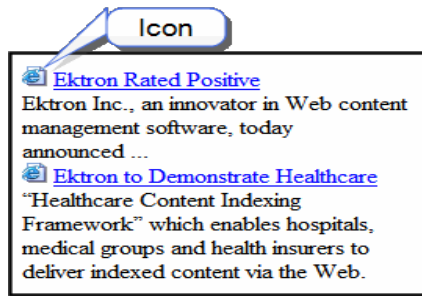 Icon
Ektron Rated Positive
Ektron Inc., an innovator in Web content
management software, today
announced ...
Ektron to Demonstrate Healthcare
“Healthcare Content Indexing
Framework” which enables hospitals,
medical groups and health insurers to
deliver indexed content via the Web.